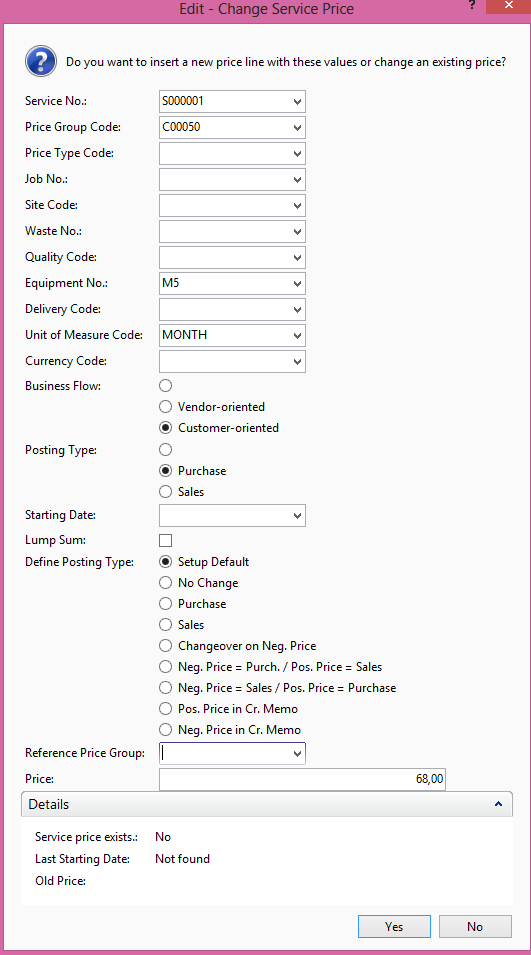 Edit - Change Service Price ?
Do you want to insert a new price line with these values or change an existing price?
Service No.: S000001
Price Group Code: C00050
Price Type Code:
Job No.:
Site Code:
Waste No.:
Quality Code:
Equipment No.: M5
Delivery Code:
Unit of Measure Code: MONTH
Currency Code:
Business Flow:
Vendor-oriented
Customer-oriented
Posting Type:
Purchase
Sales
Starting Date:
Lump Sum:
Define Posting Type: Setup Default
No Change
Purchase
Sales
Changeover on Neg. Price
Neg. Price = Purch. / Pos. Price = Sales
Neg. Price = Sales / Pos. Price = Purchase
Pos. Price in Cr. Memo
Neg. Price in Cr. Memo
Reference Price Group:
Price: 68,00
Details
Service price exists.: No
Last Starting Date: Not found
Old Price:
Yes No